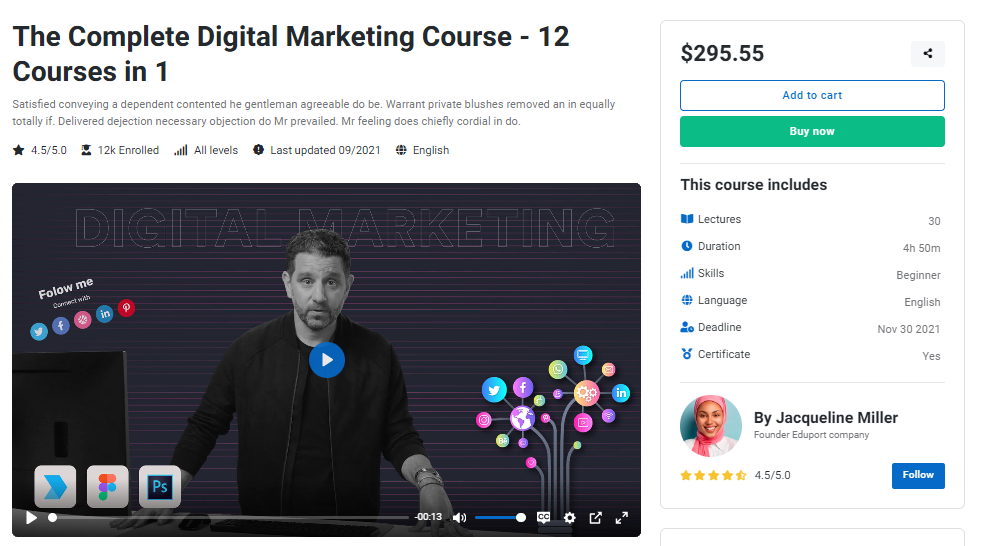 The Complete Digital Marketing Course - 12
Courses in 1
Satisfied conveying a dependent contented he gentleman agreeable do be. Warrant private blushes removed an in equally
totally if. Delivered dejection necessary objection do Mr prevailed. Mr feeling does chiefly cordial in do.
4.5/5.0 12k Enrolled All levels Last updated 09/2021 English
DIGITAL MARKETING
Folow me
Connect with
Ps
-00:13
CC
$295.55
Add to cart
Buy now
This course includes
Lectures 30
Duration 4h 50m
Skills Beginner
Language English
Deadline Nov 30 2021
Certificate Yes
By Jacqueline Miller
Founder Eduport company
4.5/5.0
Follow